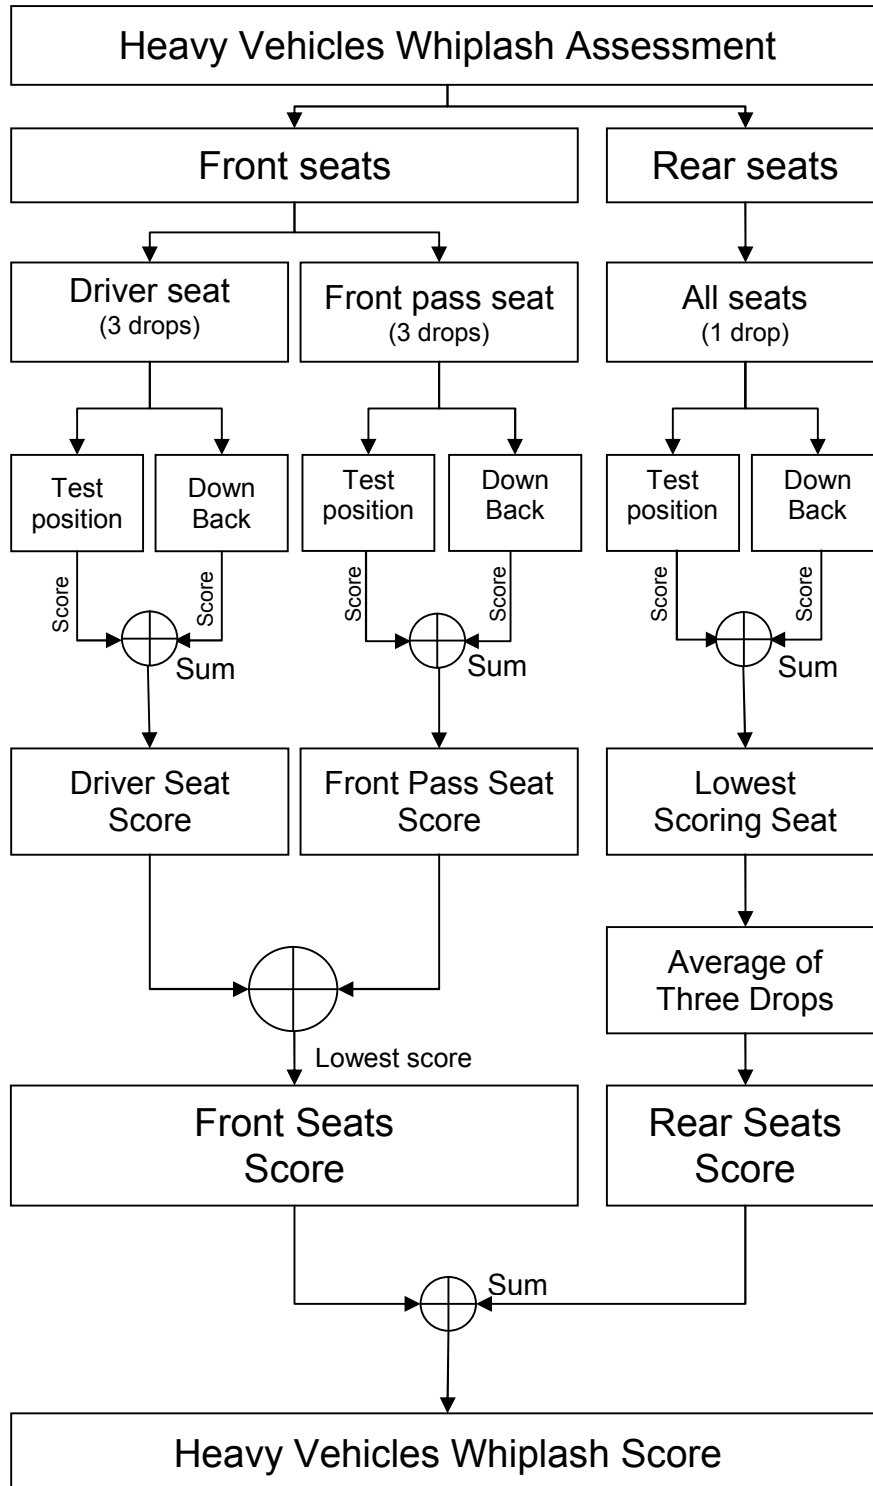 Heavy Vehicles Whiplash Assessment
Front seats
Rear seats
Driver seat
(3 drops)
Front pass seat
(3 drops)
All seats
(1 drop)
Test
position
Down
Back
Test
position
Down
Back
Test
position
Down
Back
Score
Score
Score
Score
Score
Score
Sum
Sum
Sum
Driver Seat
Score
Front Pass Seat
Score
Lowest
Scoring Seat
Average of
Three Drops
Lowest score
Front Seats
Score
Rear Seats
Score
Sum
Heavy Vehicles Whiplash Score